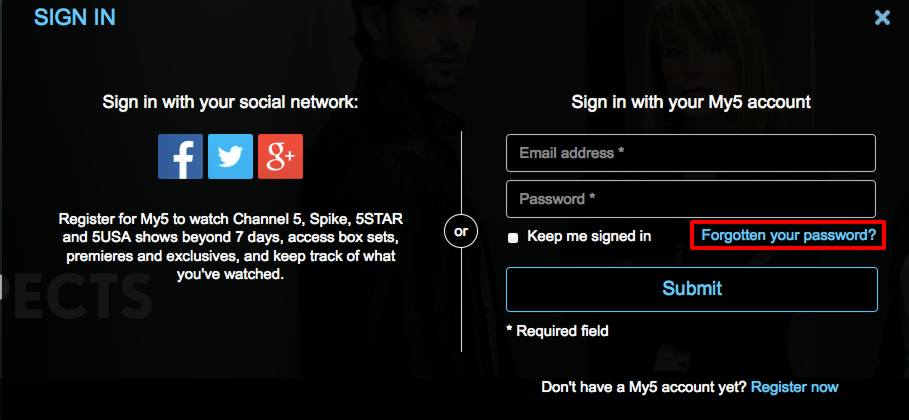 SIGN IN
Sign in with your social network:
f
g+
Register for My5 to watch Channel 5, Spike, 5STAR
and 5USA shows beyond 7 days, access box sets,
premieres and exclusives, and keep track of what
you've watched.
PECTS
or
Sign in with your My5 account
Email address *
Password *
Keep me signed in
Forgotten your password?
Submit
* Required field
Don't have a My5 account yet? Register now